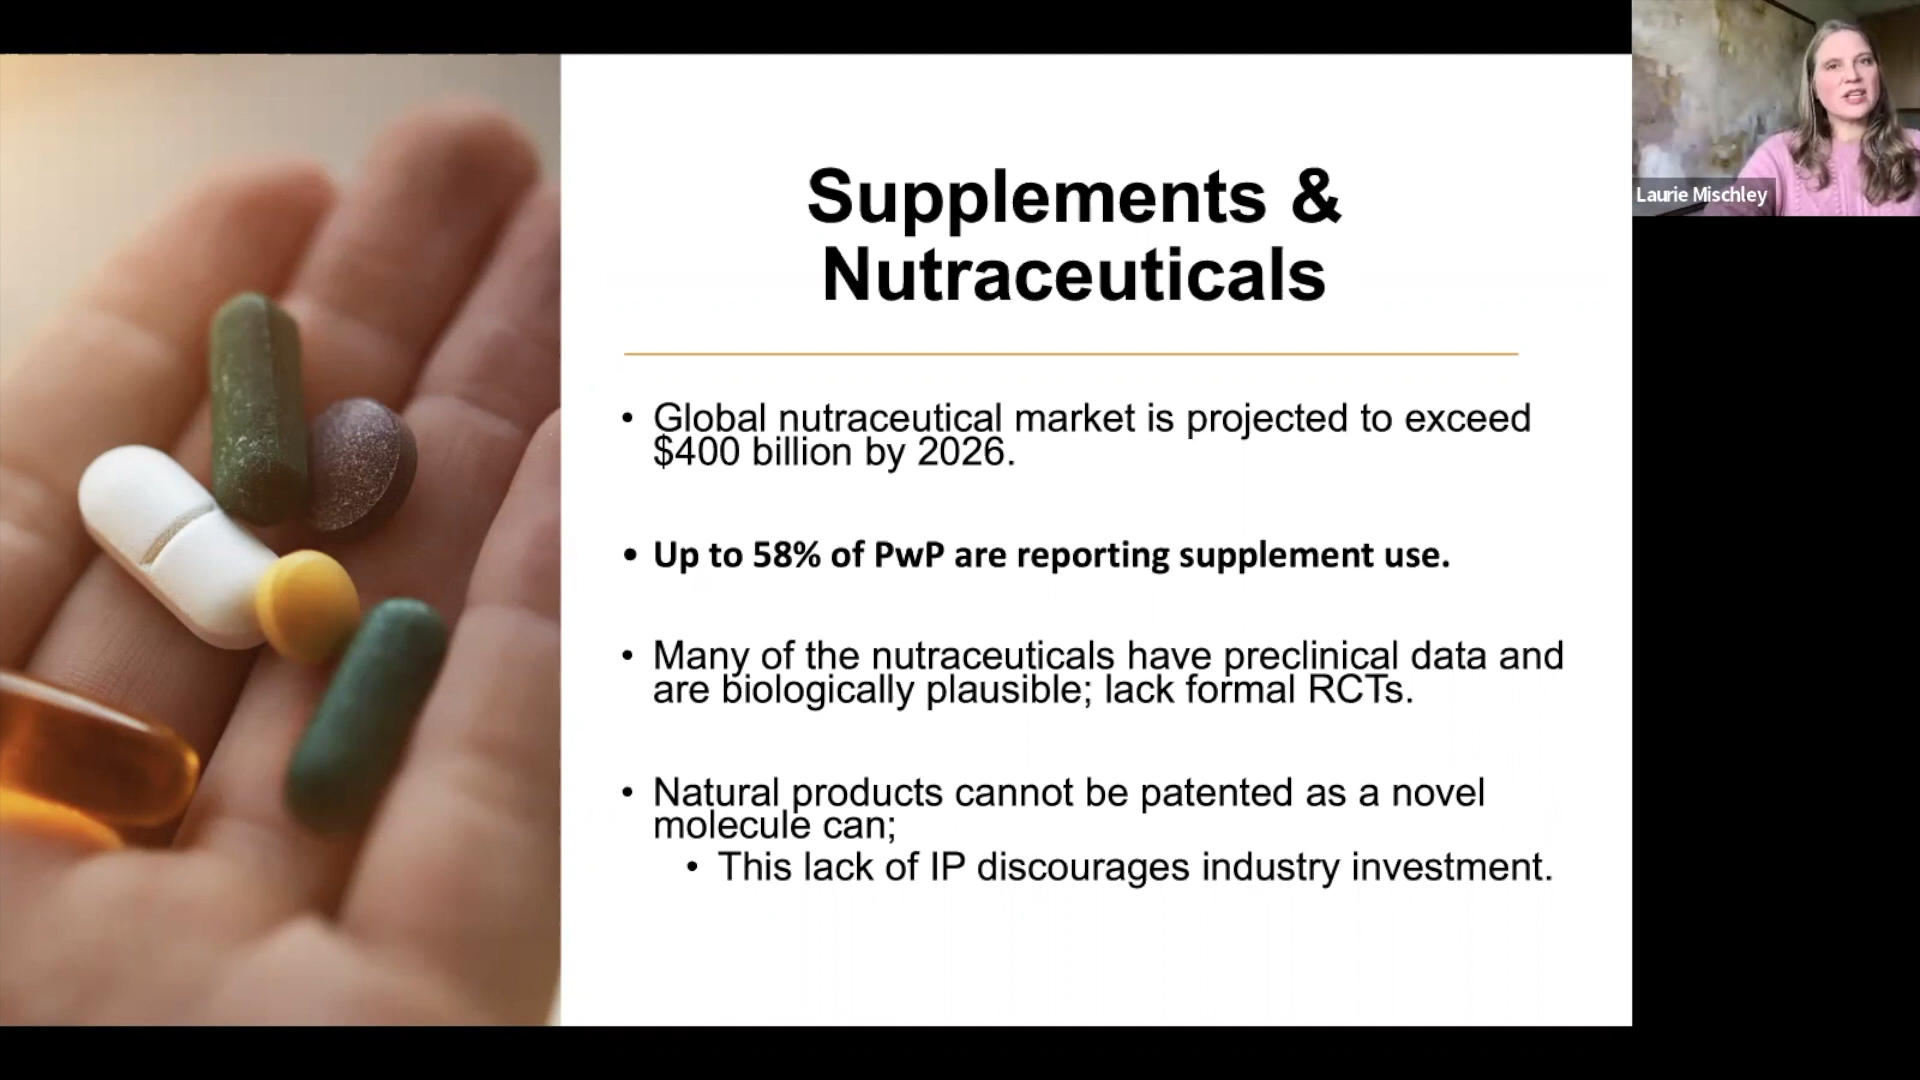 Supplements &
Nutraceuticals
• Global nutraceutical market is projected to exceed
$400 billion by 2026.
• Up to 58% of PwP are reporting supplement use.
• Many of the nutraceuticals have preclinical data and
are biologically plausible; lack formal RCTs.
• Natural products cannot be patented as a novel
molecule can;
• This lack of IP discourages industry investment.
Laurie Mischley